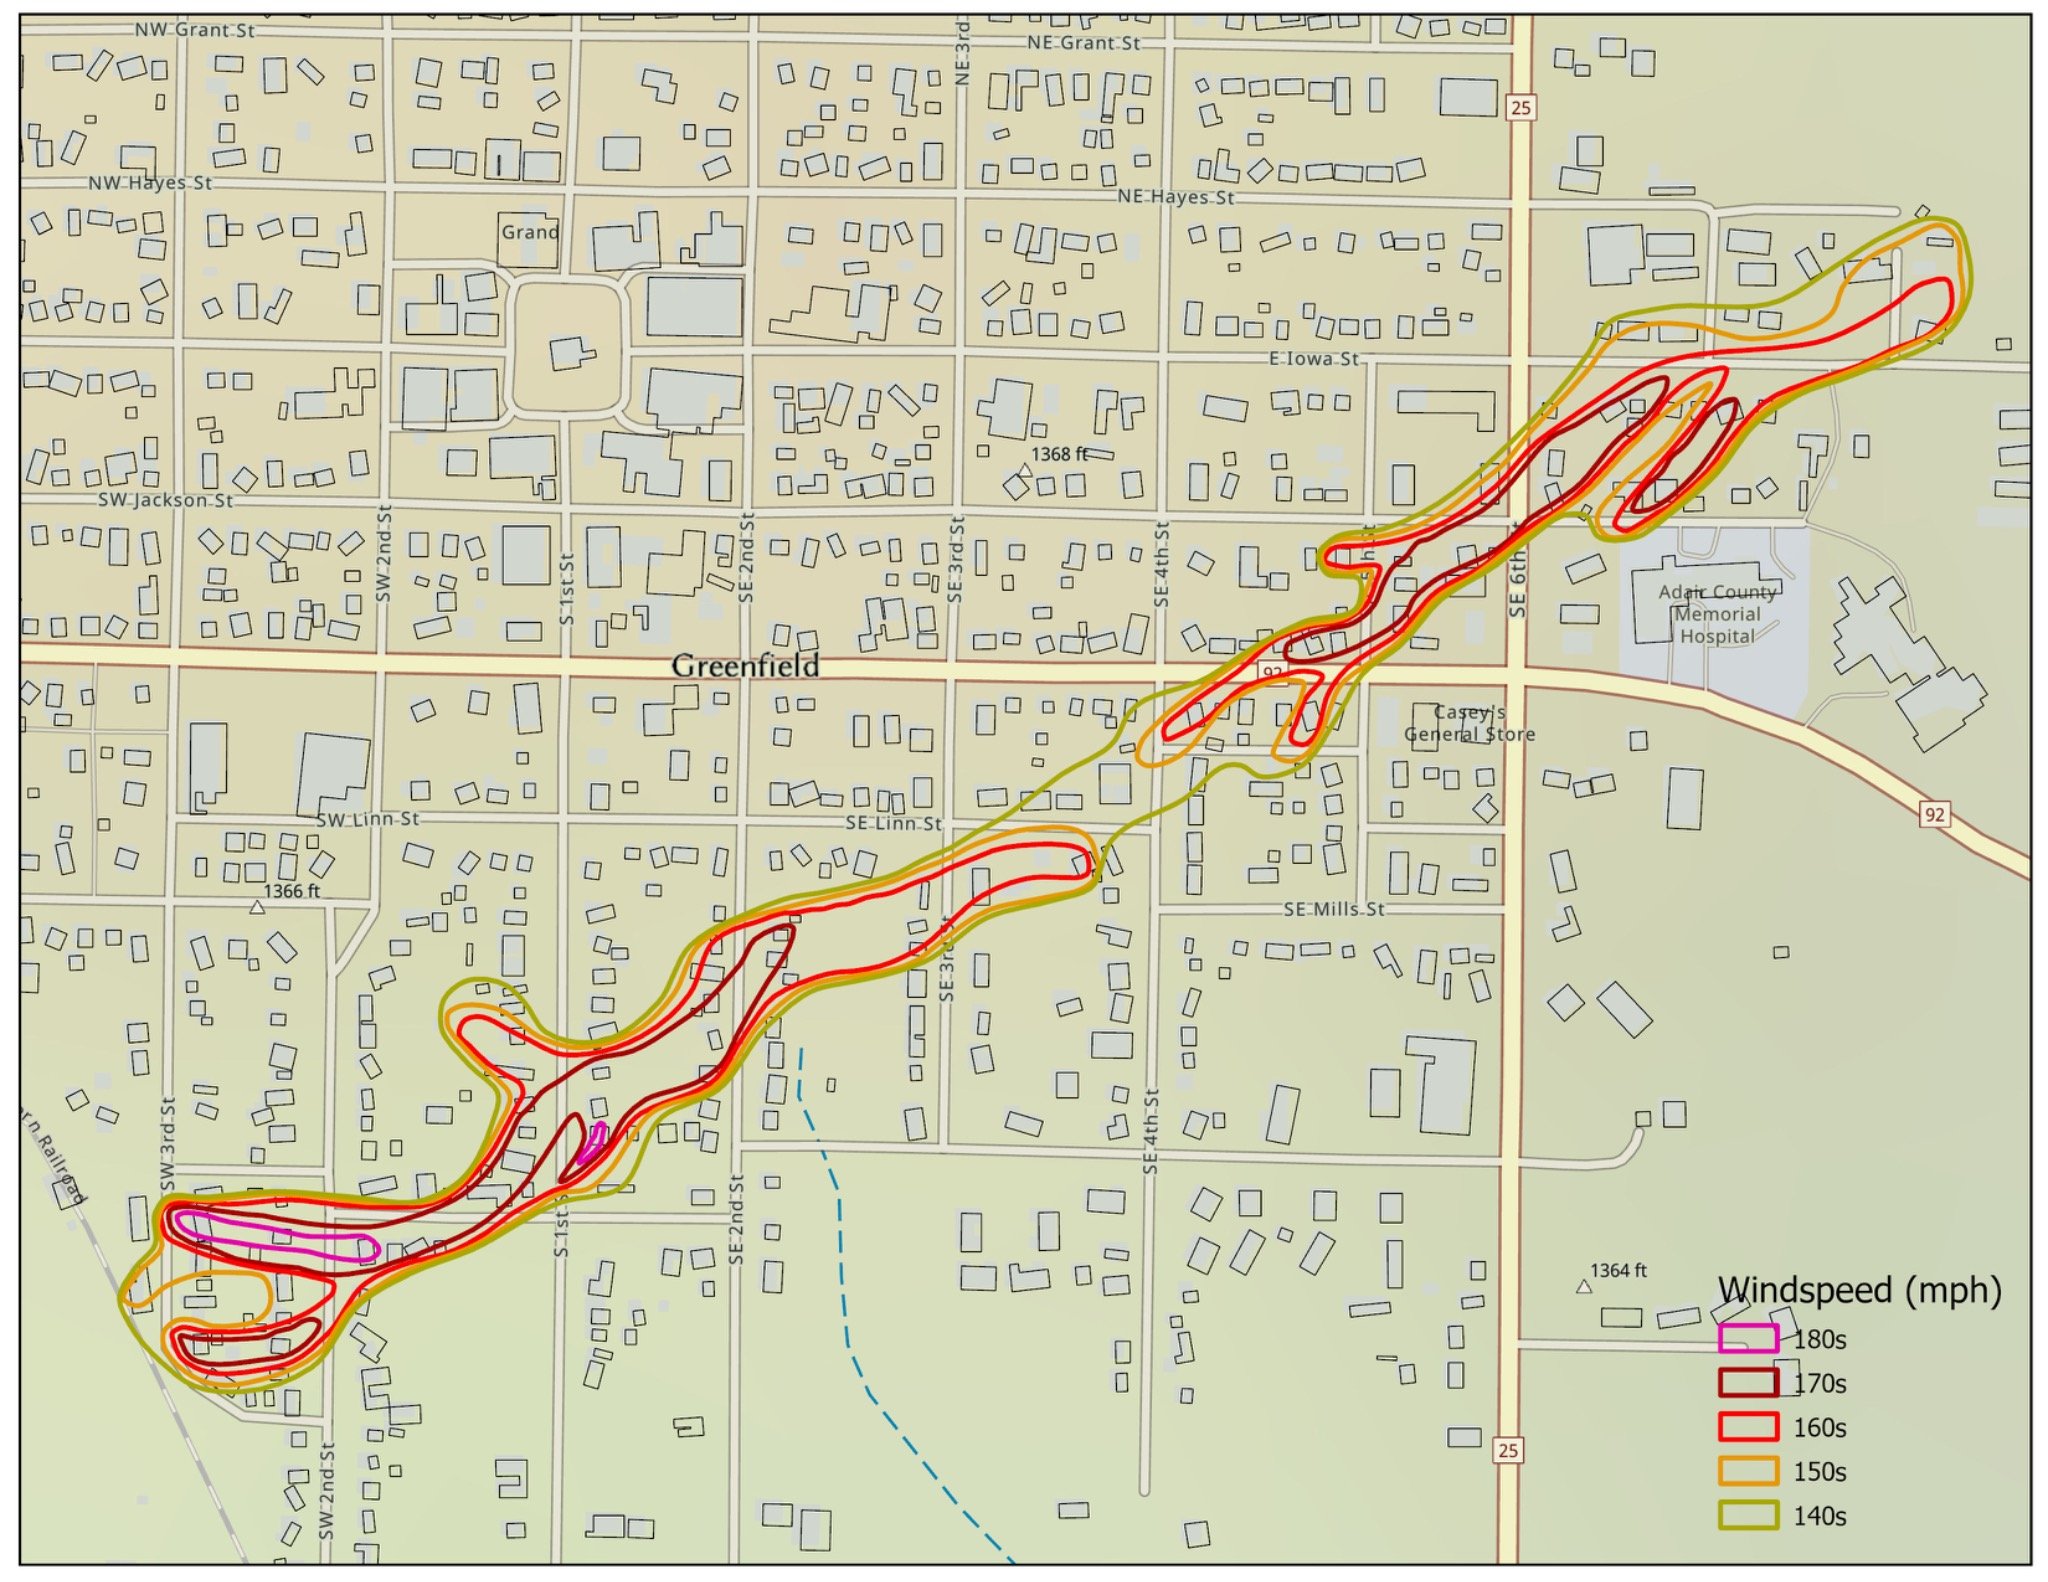 NW Grant St
NE 3rd
NE Grant St
25
NW Hayes St
NE Hayes St
Grand
E Iowa St
1368 ft
SW Jackson St
SW 2nd St
S 1st St
SE 2nd St
SE 3rd St
SE 4th St
h St
SE 6th St
Adair County
Memorial
Hospital
Greenfield
92
Casey's
General Store
SW Linn St
SE Linn St
92
1366 ft
SE Mills St
SE 3rd St
SW 3rd St
SE 4th St
rn Railroad
S 1st St
SE 2nd St
1364 ft
Windspeed (mph)
180s
170s
160s
150s
140s
25
SW 2nd St